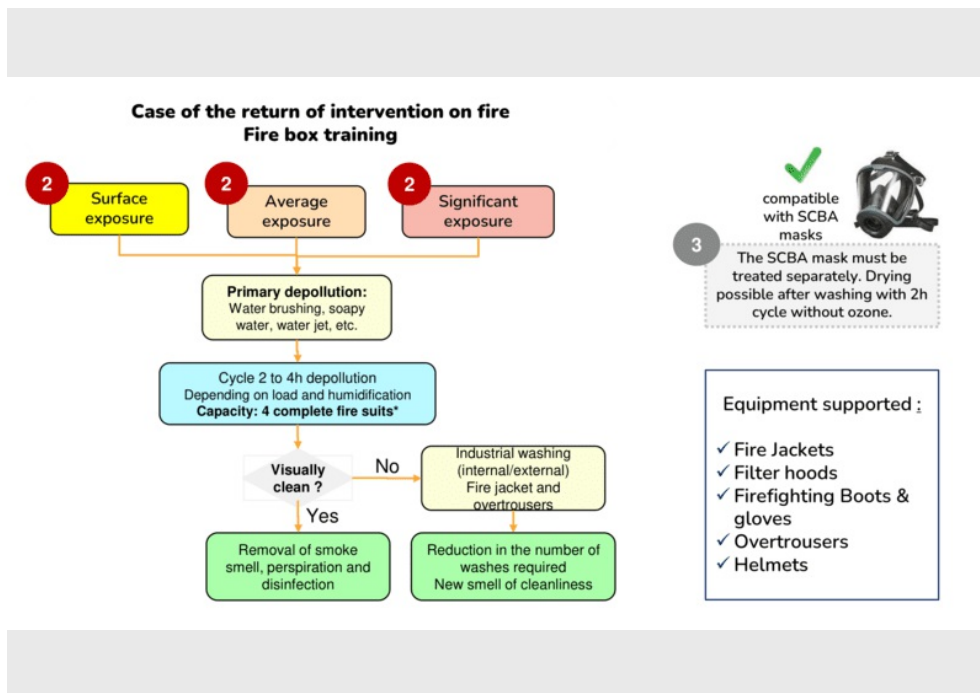 Case of the return of intervention on fire
Fire box training
2
Surface
exposure
2
Average
exposure
2
Significant
exposure
Primary depollution:
Water brushing, soapy
water, water jet, etc.
Cycle 2 to 4h depollution
Depending on load and humidification
Capacity: 4 complete fire suits*
Visually
clean ?
No
Yes
Industrial washing
(internal/external)
Fire jacket and
overtrousers
Removal of smoke
smell, perspiration and
disinfection
Reduction in the number of
washes required
New smell of cleanliness
compatible
with SCBA
masks
3
The SCBA mask must be
treated separately. Drying
possible after washing with 2h
cycle without ozone.
Equipment supported :
✓ Fire Jackets
✓ Filter hoods
✓ Firefighting Boots &
gloves
✓ Overtrousers
✓ Helmets